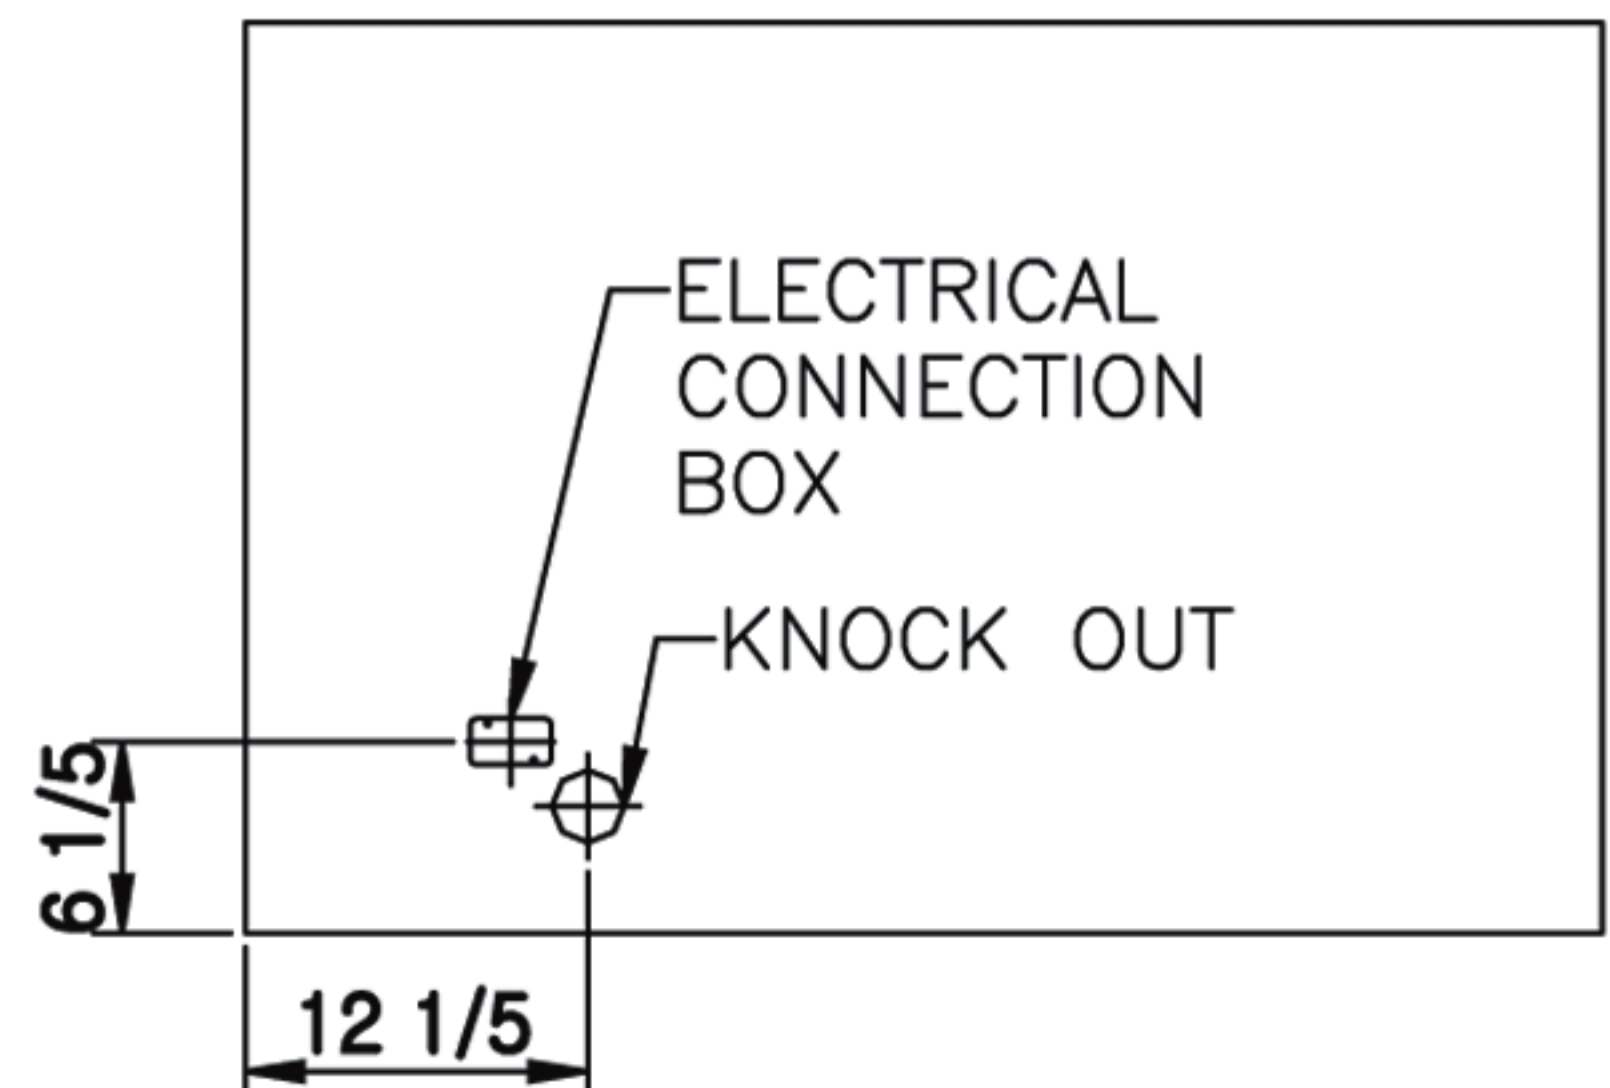 ELECTRICAL
CONNECTION
BOX
KNOCK OUT
6 1/5
12 1/5